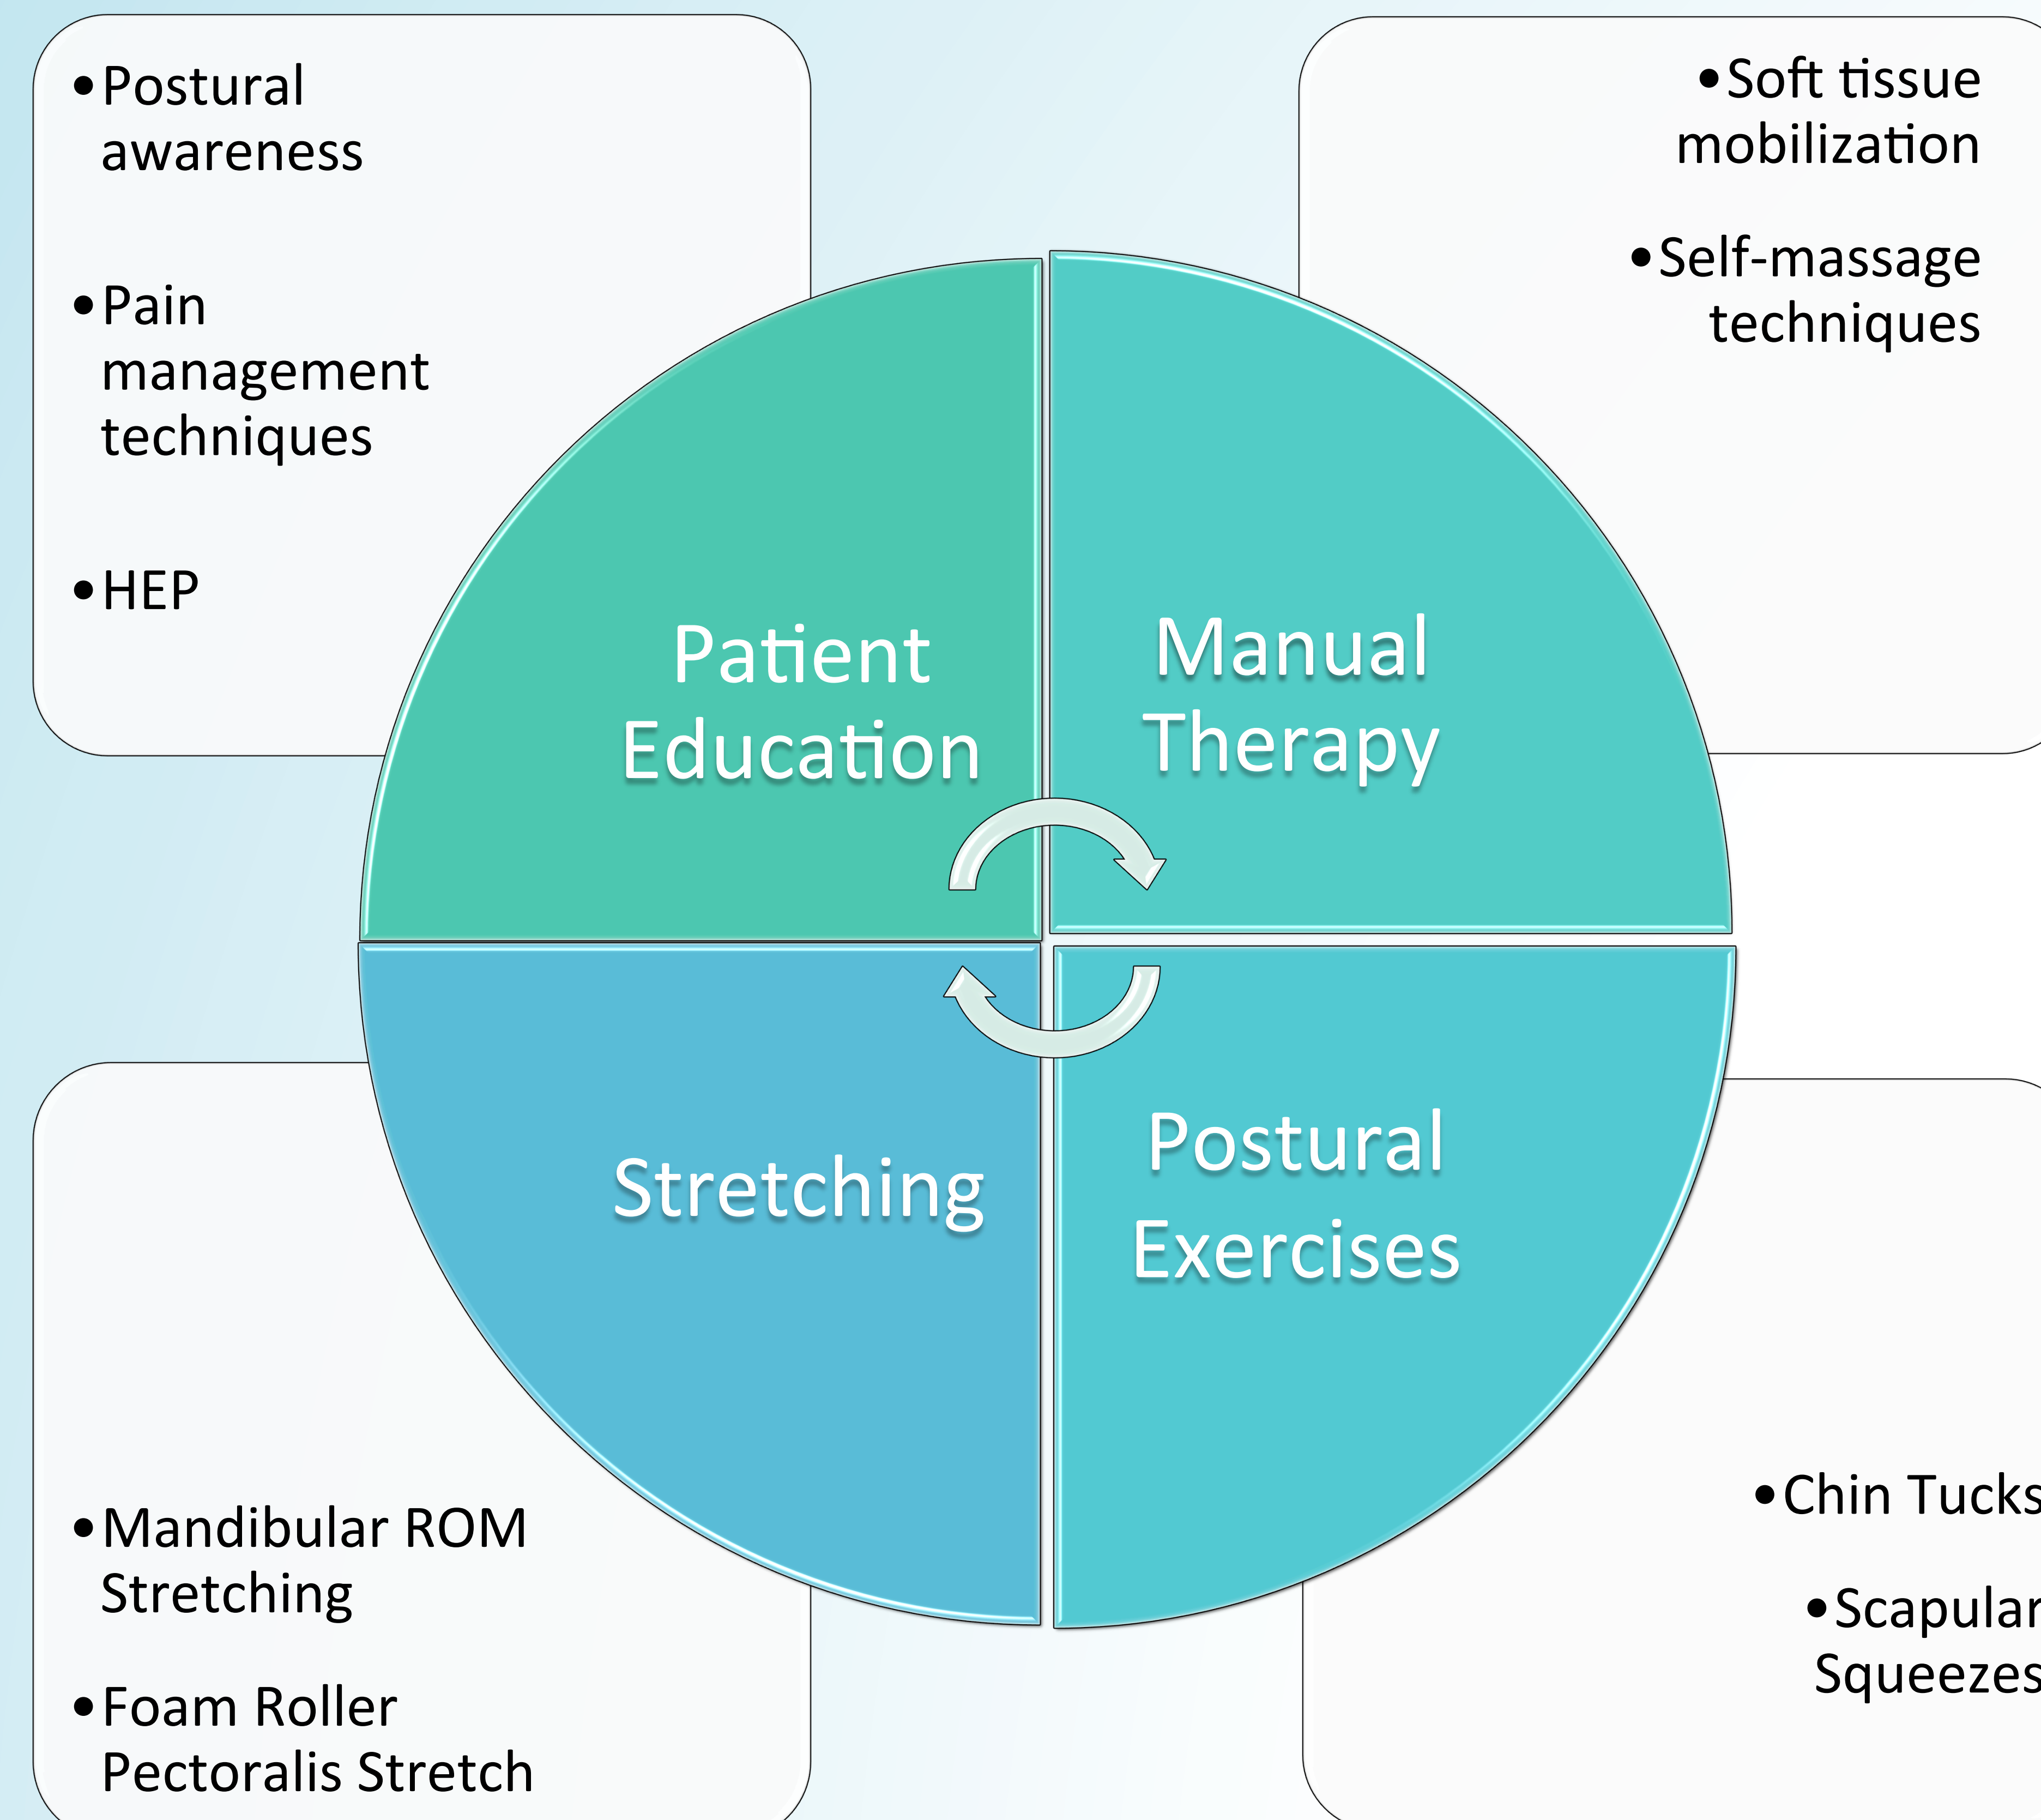 •Postural
awareness
•Pain
management
techniques
•HEP
•Soft tissue
mobilization
•Self-massage
techniques
Patient
Education
Manual
Therapy
Stretching
Postural
Exercises
•Mandibular ROM
Stretching
•Foam Roller
Pectoralis Stretch
•Chin Tucks
•Scapular
Squeezes